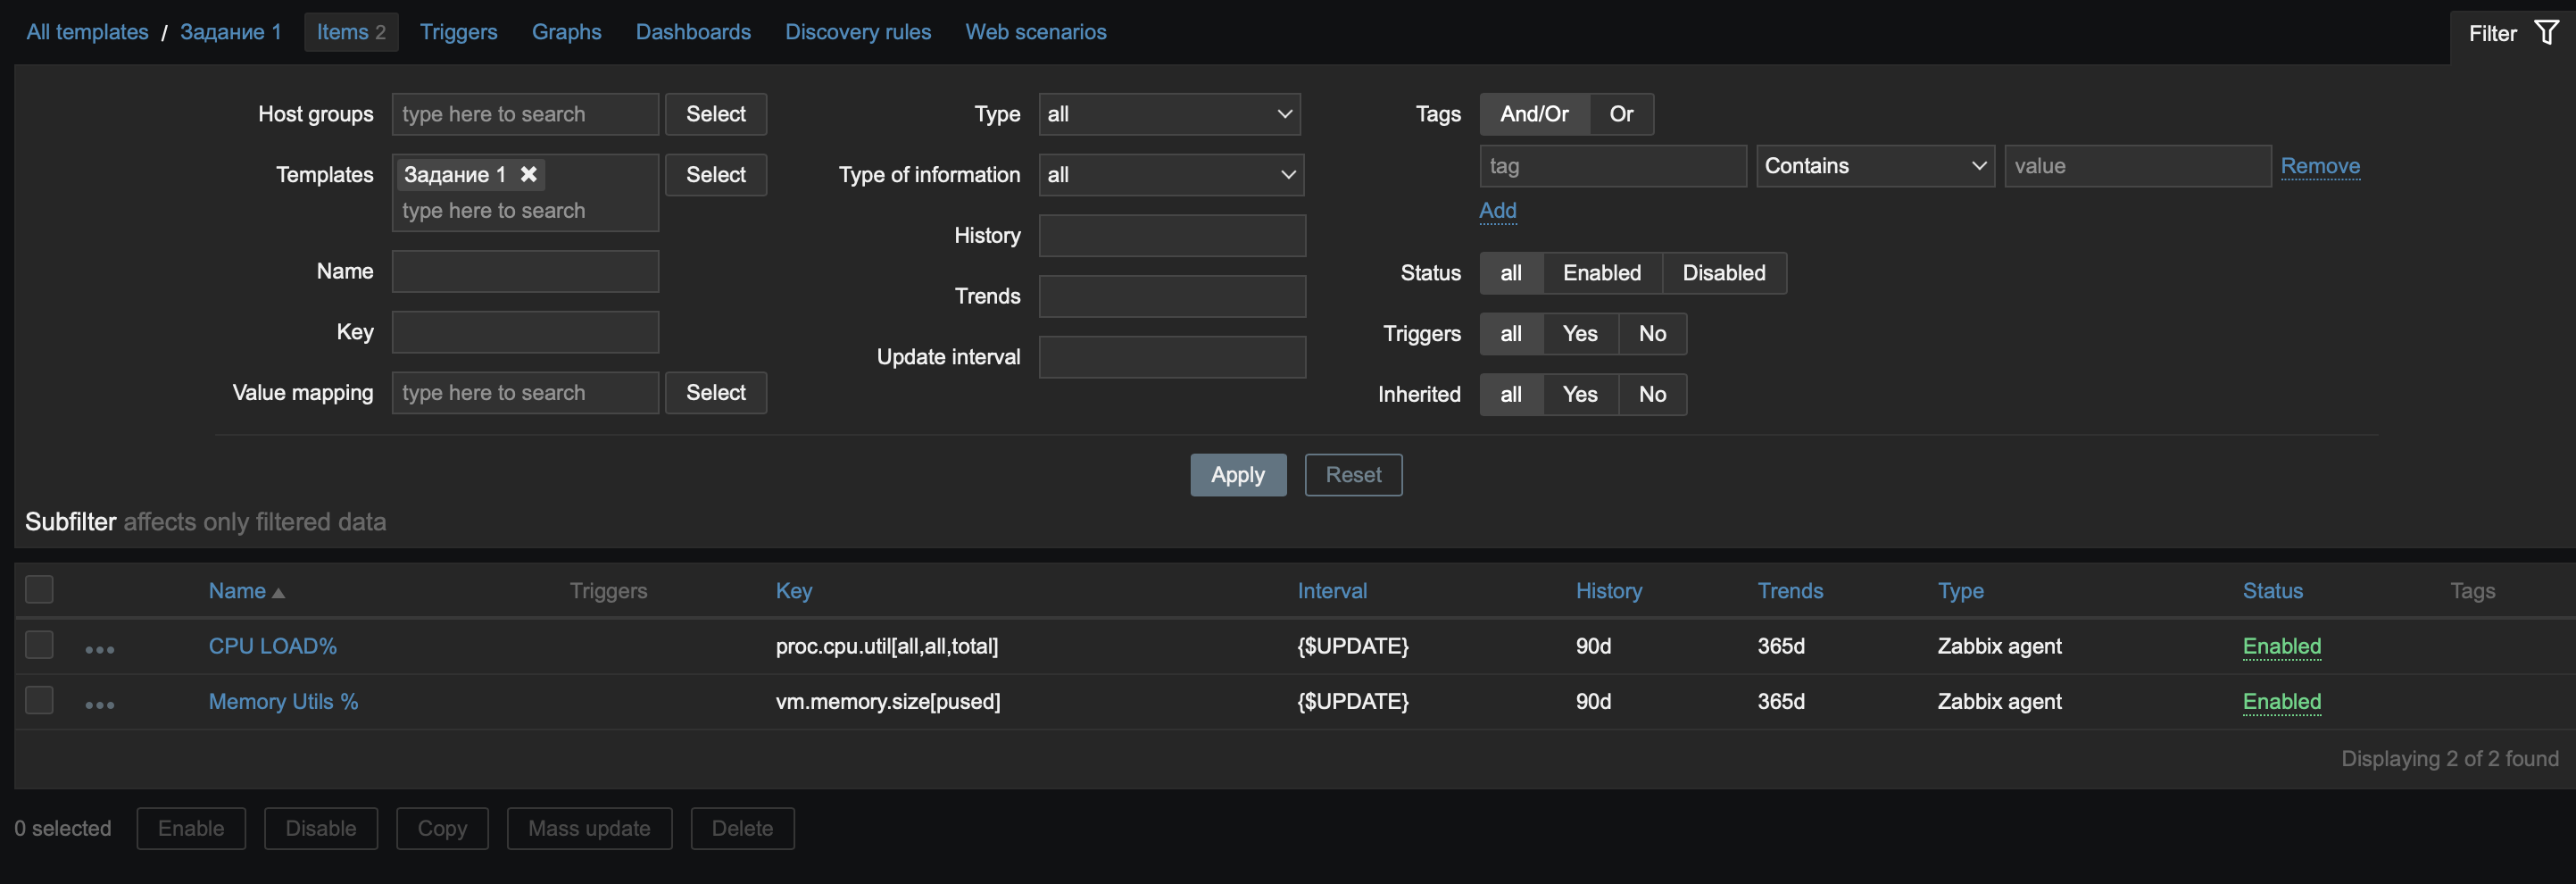 All templates / Задание 1 Items 2 Triggers Graphs Dashboards Discovery rules Web scenarios Filter
Host groups type here to search Select
Templates Задание 1 Select
type here to search
Name
Key
Value mapping type here to search Select
Type all
Type of information all
History
Trends
Update interval
Tags And/Or Or
tag Contains value Remove
Add
Status all Enabled Disabled
Triggers all Yes No
Inherited all Yes No
Apply Reset
Subfilter affects only filtered data
Name Triggers Key Interval History Trends Type Status Tags
CPU LOAD% proc.cpu.util[all,all,total] {$UPDATE} 90d 365d Zabbix agent Enabled
Memory Utils % vm.memory.size[pused] {$UPDATE} 90d 365d Zabbix agent Enabled
Displaying 2 of 2 found
0 selected Enable Disable Copy Mass update Delete